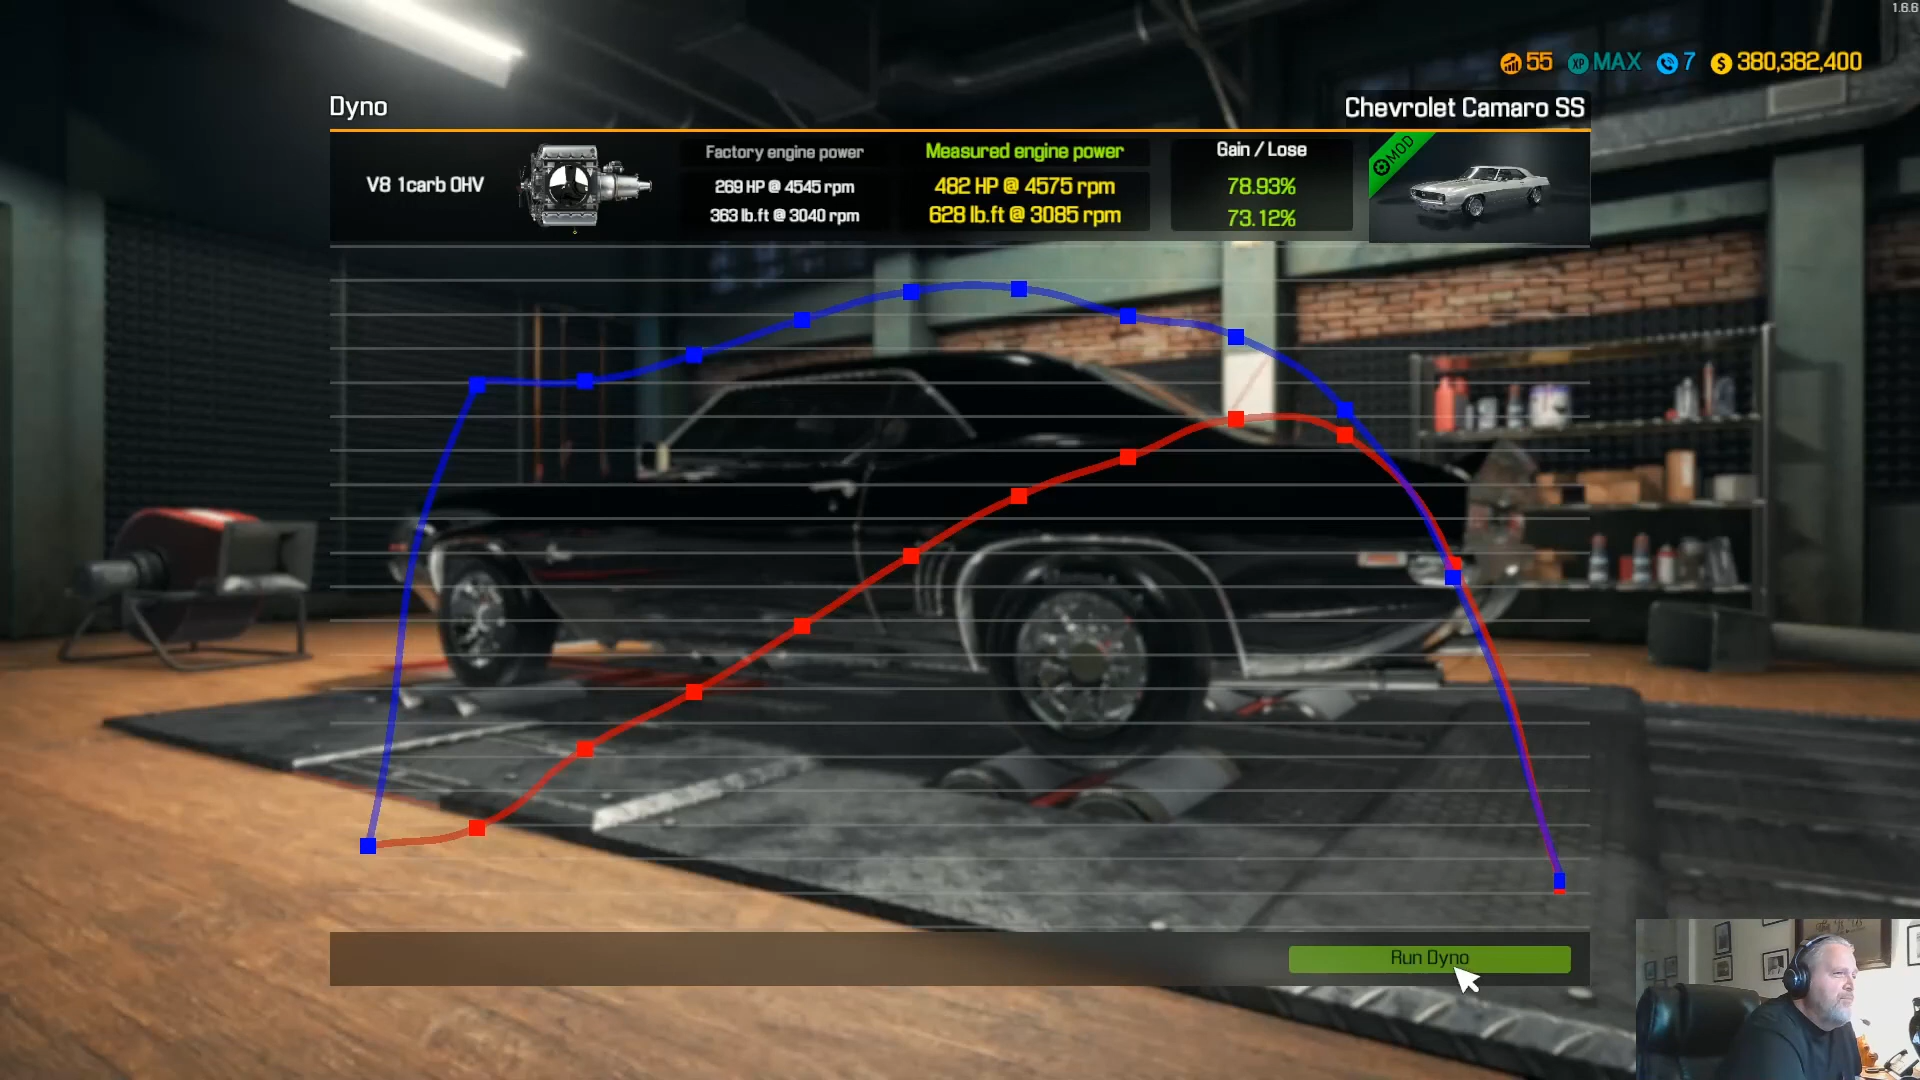 1.6.6
55 XP MAX 7 $ 380,382,400
Dyno
Chevrolet Camaro SS
V8 1carb OHV
Factory engine power
269 HP @ 4545 rpm
363 lb.ft @ 3040 rpm
Measured engine power
482 HP @ 4575 rpm
628 lb.ft @ 3085 rpm
Gain / Lose
78.93%
73.12%
MOD
Run Dyno